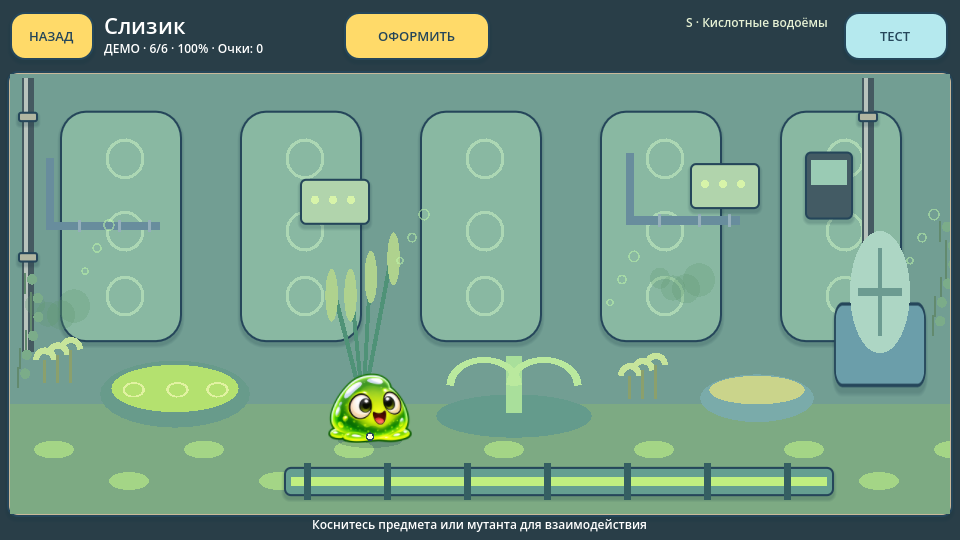 НАЗАД
Слизик
ДЕМО · 6/6 · 100% · Очки: 0
ОФОРМИТЬ
S · Кислотные водоёмы
ТЕСТ
Коснитесь предмета или мутанта для взаимодействия